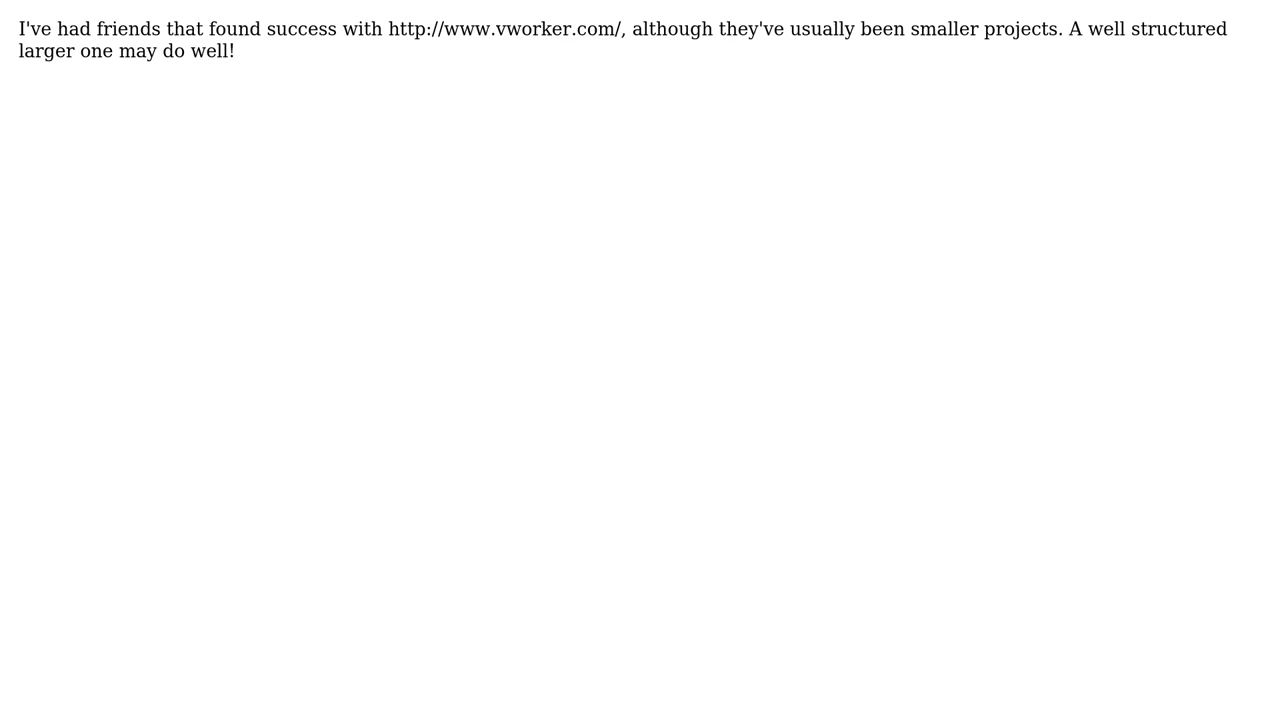 I've had friends that found success with http://www.vworker.com/, although they've usually been smaller projects. A well structured
larger one may do well!